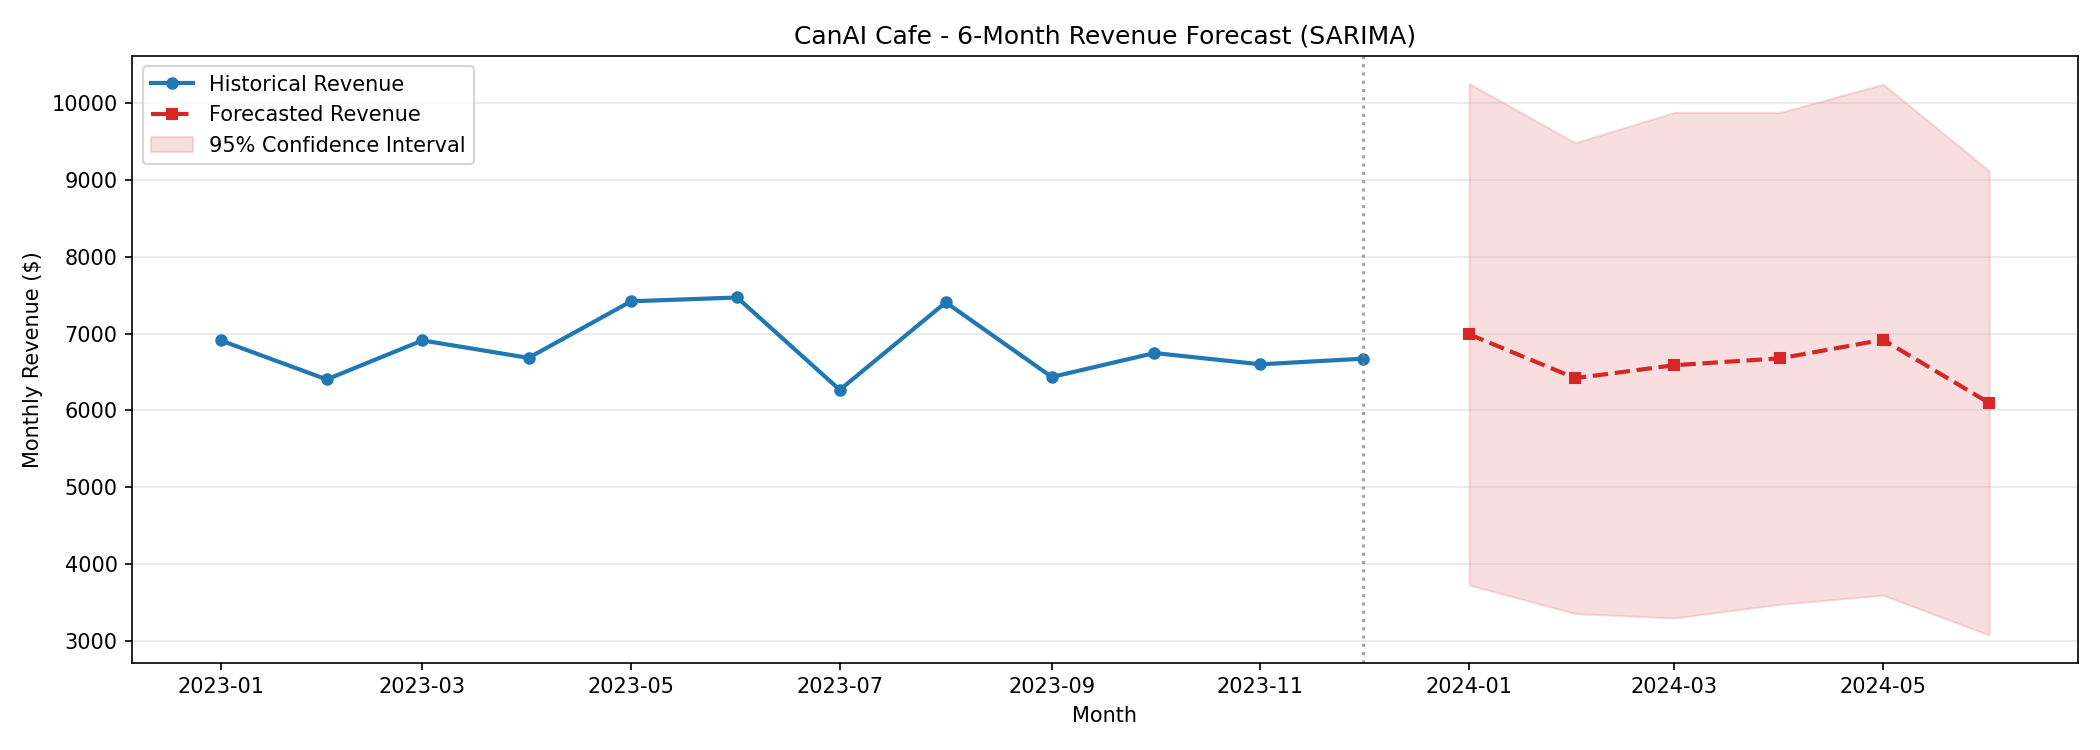 CanAI Cafe - 6-Month Revenue Forecast (SARIMA)
Historical Revenue
Forecasted Revenue
95% Confidence Interval
Monthly Revenue ($)
10000
9000
8000
7000
6000
5000
4000
3000
2023-01 2023-03 2023-05 2023-07 2023-09 2023-11 2024-01 2024-03 2024-05
Month